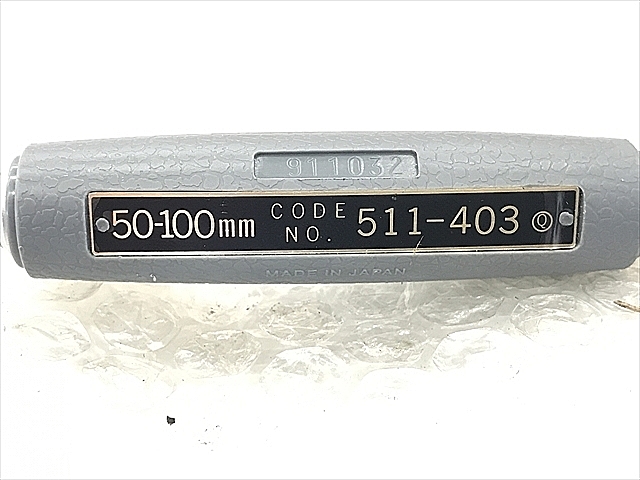 911032
50-100mm CODE NO. 511-403 Q
MADE IN JAPAN